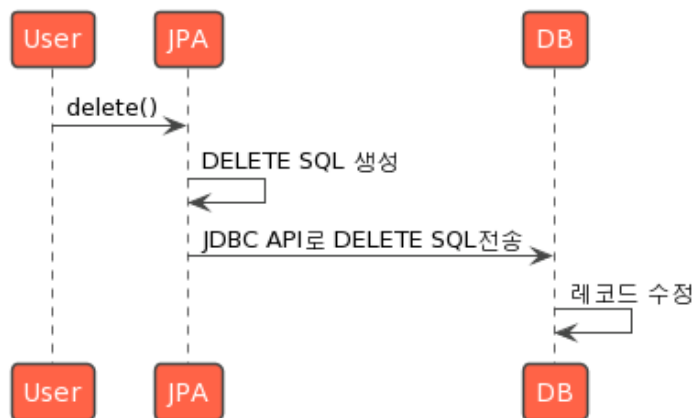 User JPA DB
delete()
DELETE SQL 생성
JDBC API로 DELETE SQL전송
레코드 수정
User JPA DB